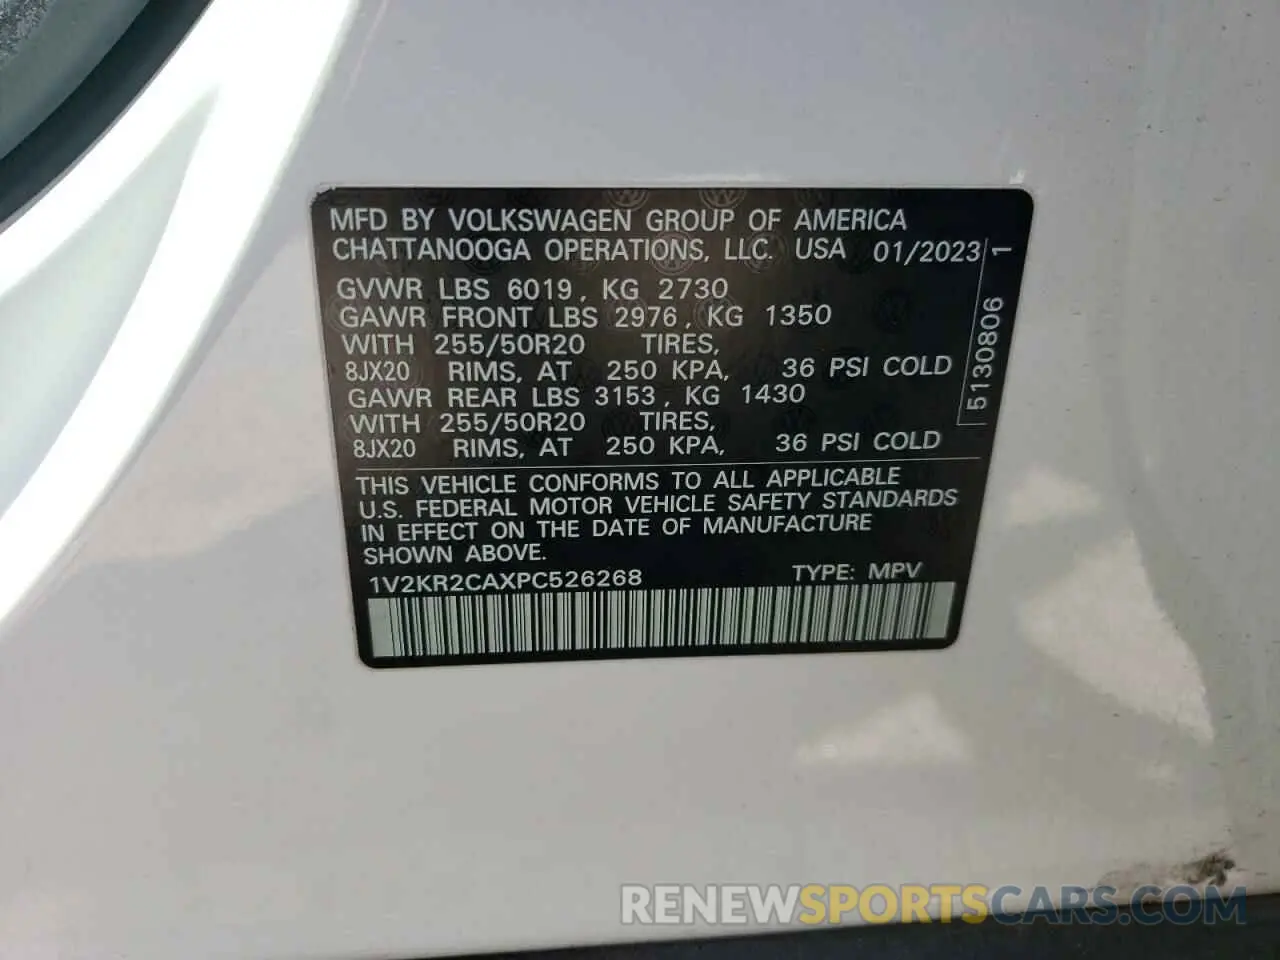 MFD BY VOLKSWAGEN GROUP OF AMERICA
CHATTANOOGA OPERATIONS, LLC. USA 01/2023
GVWR LBS 6019, KG 2730
GAWR FRONT LBS 2976, KG 1350
WITH 255/50R20 TIRES,
8JX20 RIMS, AT 250 KPA, 36 PSI COLD
GAWR REAR LBS 3153, KG 1430
WITH 255/50R20 TIRES,
8JX20 RIMS, AT 250 KPA, 36 PSI COLD
5130806 1
THIS VEHICLE CONFORMS TO ALL APPLICABLE
U.S. FEDERAL MOTOR VEHICLE SAFETY STANDARDS
IN EFFECT ON THE DATE OF MANUFACTURE
SHOWN ABOVE.
1V2KR2CAXPC526268 TYPE: MPV
RENEWSPORTSCARS.COM